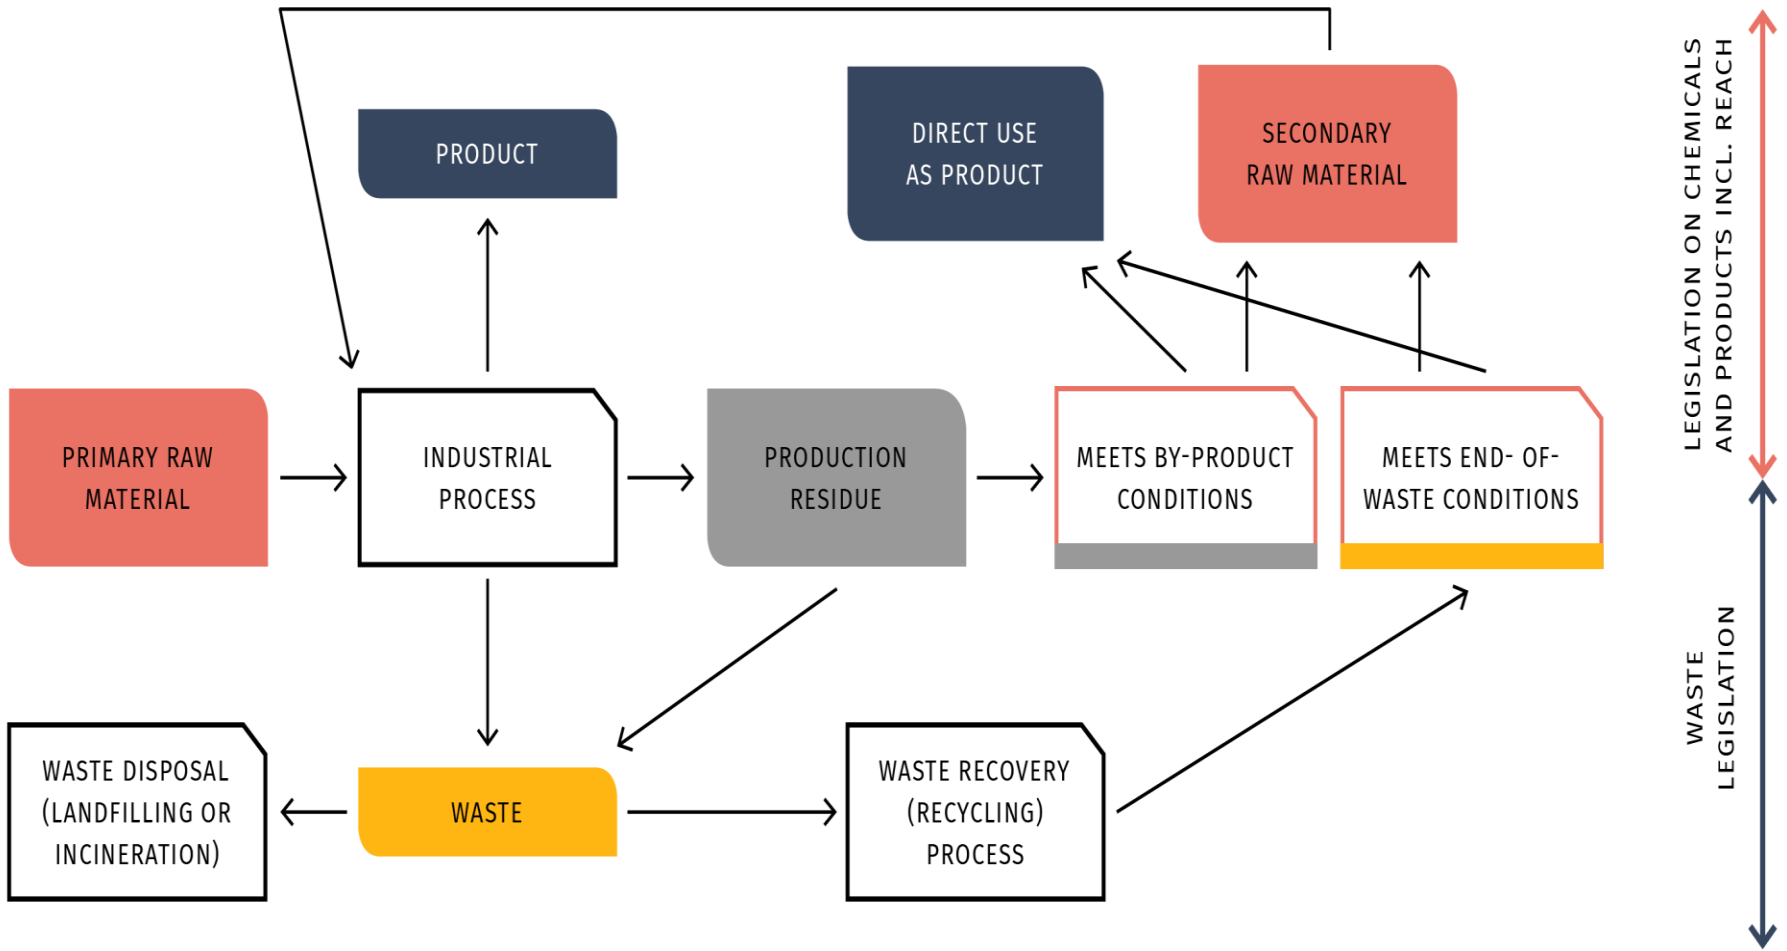 PRODUCT
DIRECT USE
AS PRODUCT
SECONDARY
RAW MATERIAL
LEGISLATION ON CHEMICALS
AND PRODUCTS INCL. REACH
PRIMARY RAW
MATERIAL
INDUSTRIAL
PROCESS
PRODUCTION
RESIDUE
MEETS BY-PRODUCT
CONDITIONS
MEETS END- OF-
WASTE CONDITIONS
WASTE
LEGISLATION
WASTE DISPOSAL
(LANDFILLING OR
INCINERATION)
WASTE
WASTE RECOVERY
(RECYCLING)
PROCESS